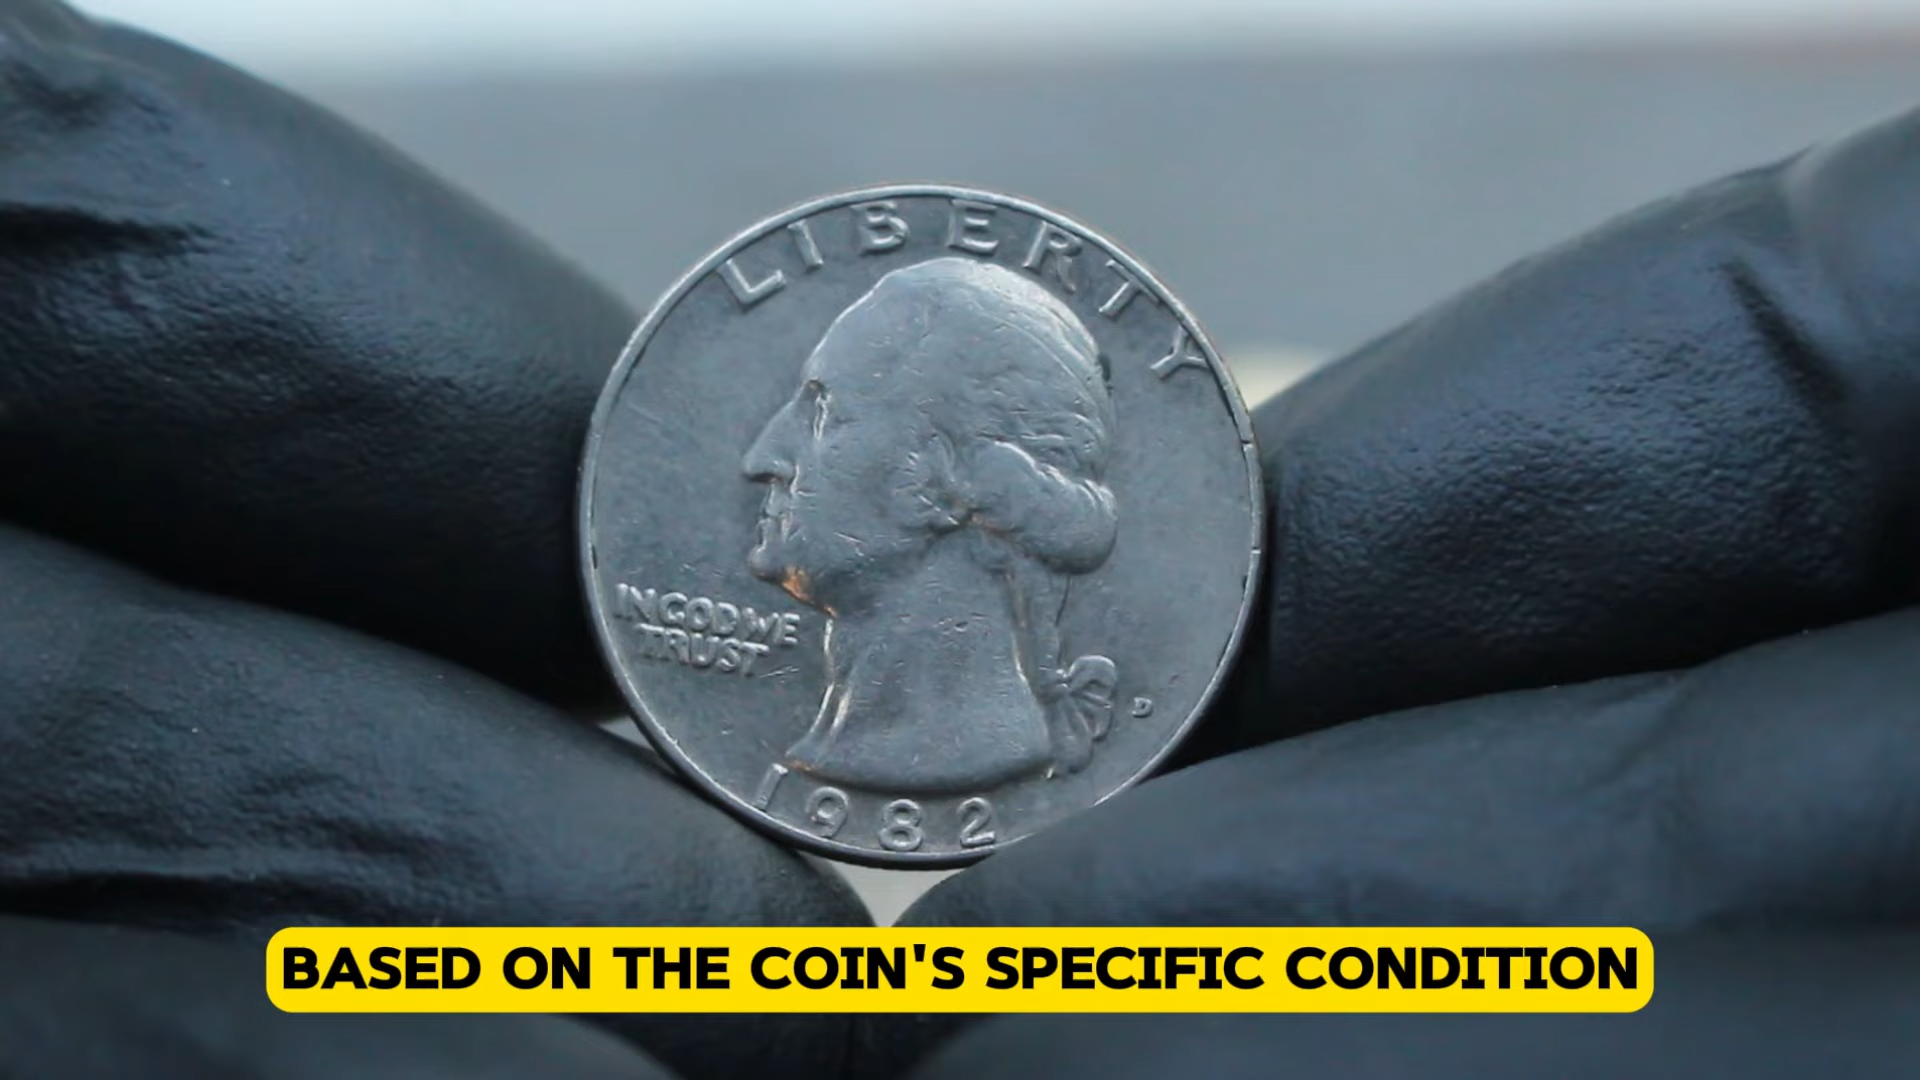 LIBERTY
IN GOD WE
TRUST
D
1982
BASED ON THE COIN'S SPECIFIC CONDITION